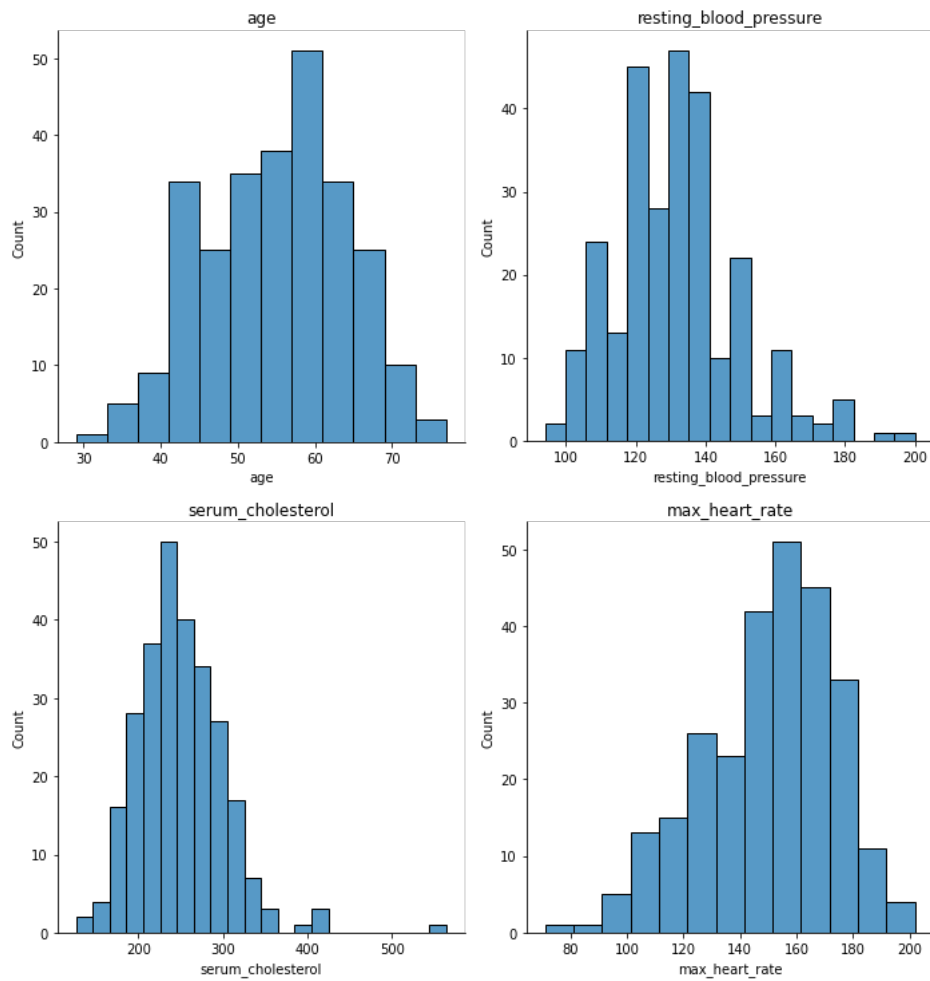 age
50
40
30
20
10
0
Count
30 40 50 60 70
age
resting_blood_pressure
40
30
20
10
0
Count
100 120 140 160 180 200
resting_blood_pressure
serum_cholesterol
50
40
30
20
10
0
Count
200 300 400 500
serum_cholesterol
max_heart_rate
50
40
30
20
10
0
Count
80 100 120 140 160 180 200
max_heart_rate